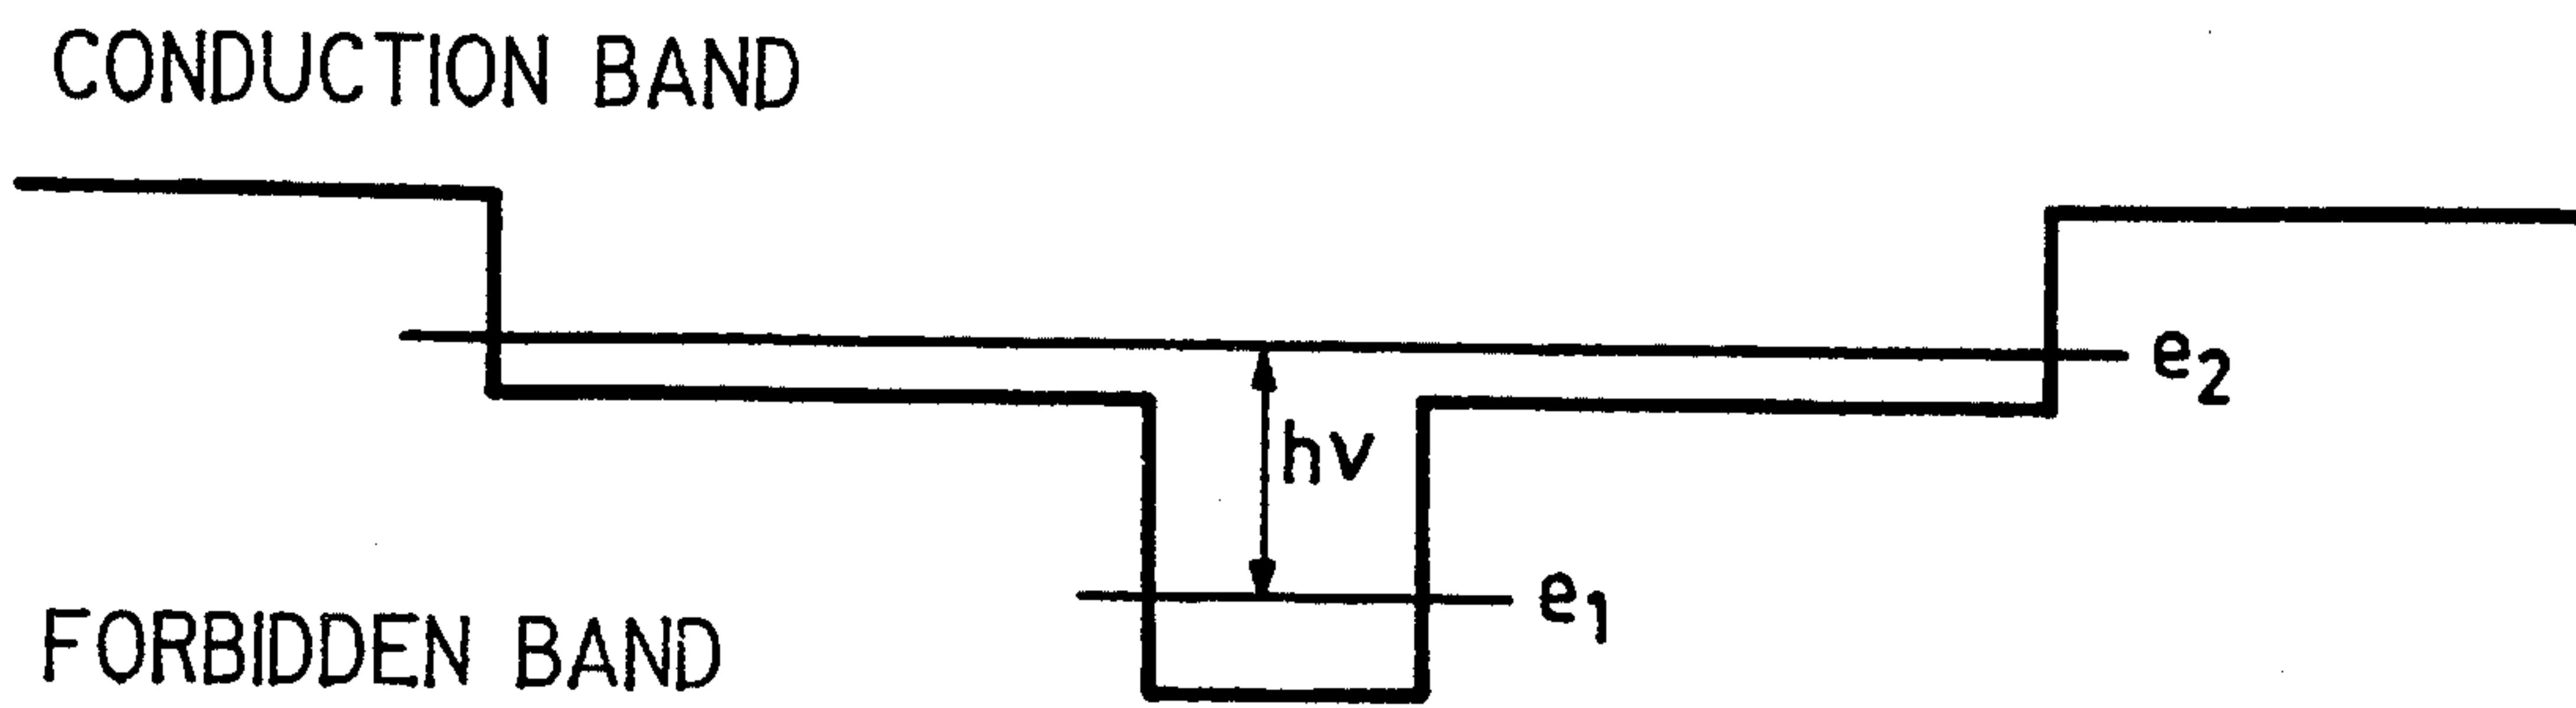 CONDUCTION BAND
e₂
hν
e₁
FORBIDDEN BAND